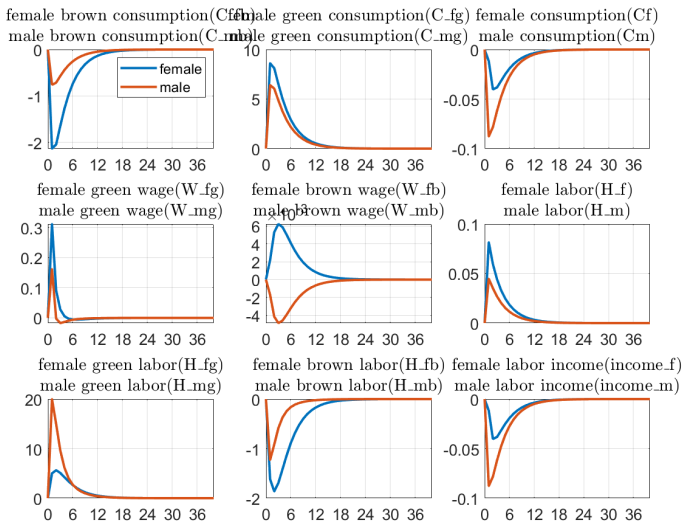 female brown consumption(Cffb)
male brown consumption(C_mb)
female green consumption(C_fg)
male green consumption(C_mg)
female consumption(Cf)
male consumption(Cm)
0
-1
-2
female
male
0 6 12 18 24 30 36
10
5
0
0 6 12 18 24 30 36
0
-0.05
-0.1
0 6 12 18 24 30 36
female green wage(W_fg)
male green wage(W_mg)
female brown wage(W_fb)
male brown wage(W_mb)
female labor(H_f)
male labor(H_m)
0.3
0.2
0.1
0
0 6 12 18 24 30 36
6
4
2
0
-2
-4
0 6 12 18 24 30 36
0.1
0.05
0
0 6 12 18 24 30 36
female green labor(H_fg)
male green labor(H_mg)
female brown labor(H_fb)
male brown labor(H_mb)
female labor income(income_f)
male labor income(income_m)
20
10
0
0 6 12 18 24 30 36
0
-1
-2
0 6 12 18 24 30 36
0
-0.05
-0.1
0 6 12 18 24 30 36